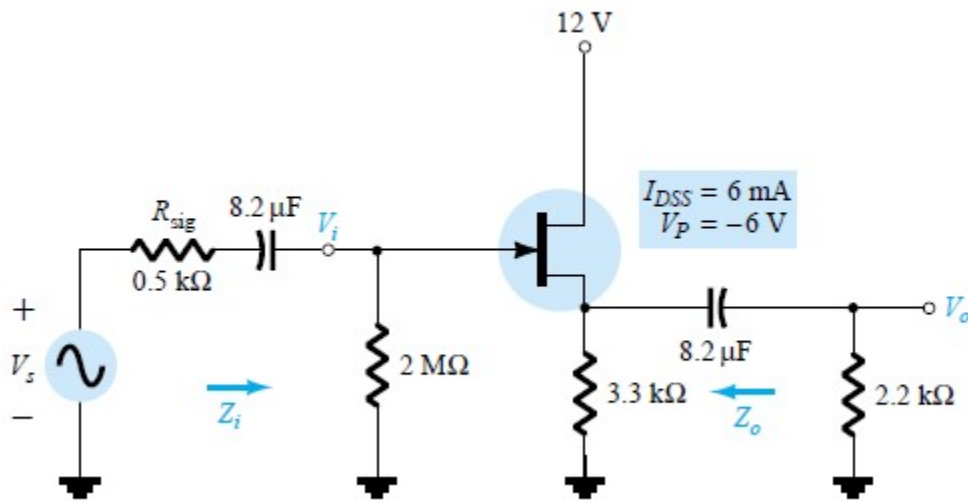 12 V
I_DSS = 6 mA
V_P = −6 V
R_sig
8.2 μF
V_i
0.5 kΩ
+
V_s
−
Z_i
2 MΩ
8.2 μF
V_o
3.3 kΩ
Z_o
2.2 kΩ